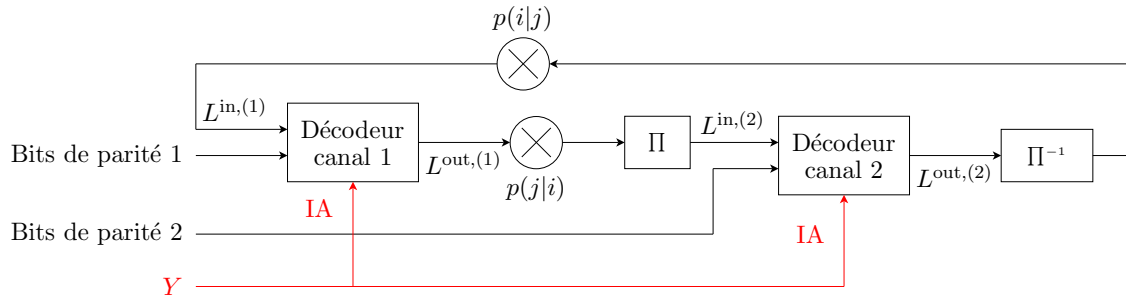 p(i|j)
L^{in,(1)}
Décodeur
canal 1
L^{out,(1)}
p(j|i)
Π
L^{in,(2)}
Décodeur
canal 2
L^{out,(2)}
Π^{-1}
Bits de parité 1
IA
Bits de parité 2
IA
Y